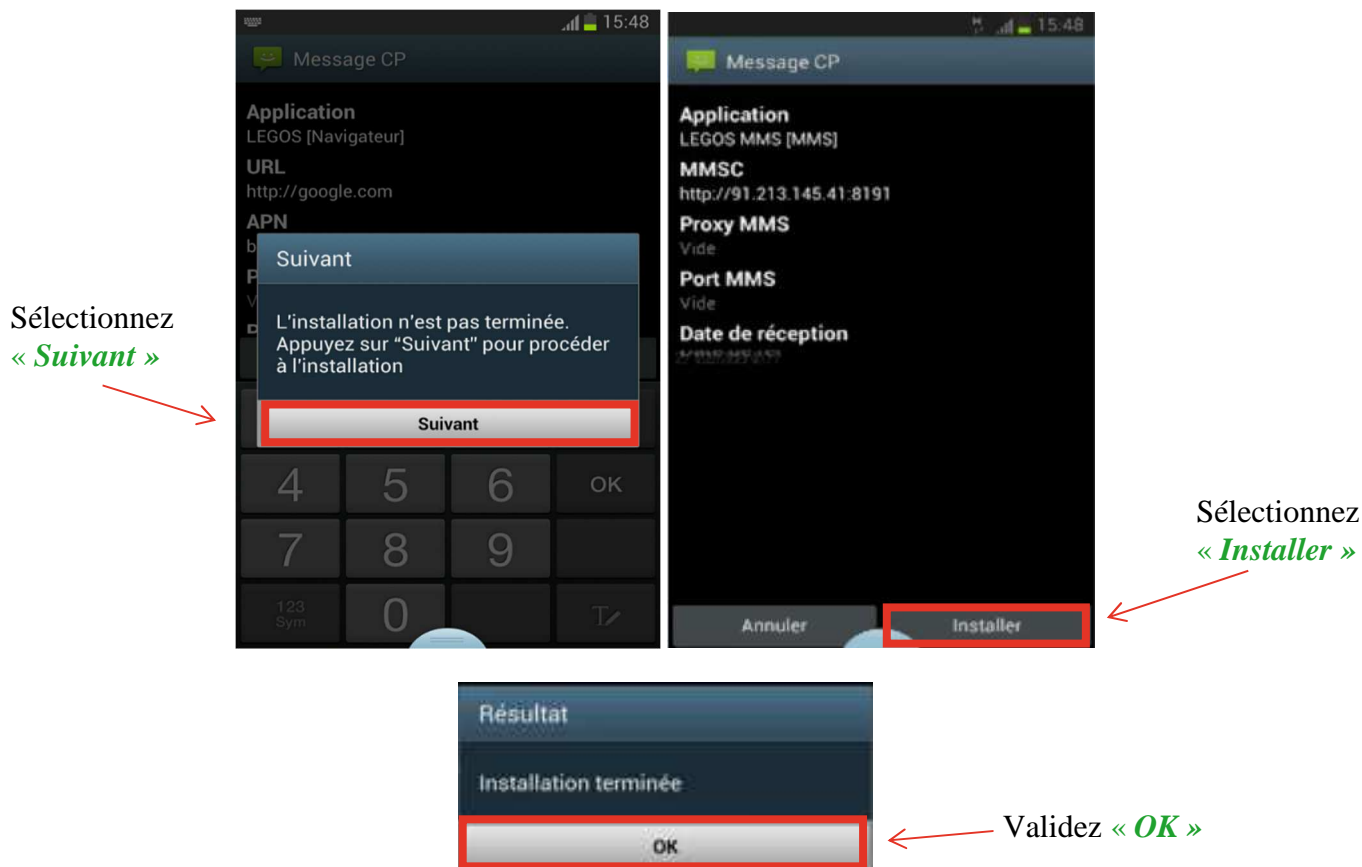 15:48
Message CP
Application
LEGOS [Navigateur]
URL
http://google.com
APN
b
P
V
Suivant
L'installation n'est pas terminée.
Appuyez sur “Suivant” pour procéder
à l'installation
Suivant
4 5 6 OK
7 8 9
123
Sym
0
T
Sélectionnez
« Suivant »
15:48
Message CP
Application
LEGOS MMS [MMS]
MMSC
http://91.213.145.41:8191
Proxy MMS
Vide
Port MMS
Vide
Date de réception
Annuler Installer
Sélectionnez
« Installer »
Résultat
Installation terminée
OK
Validez « OK »